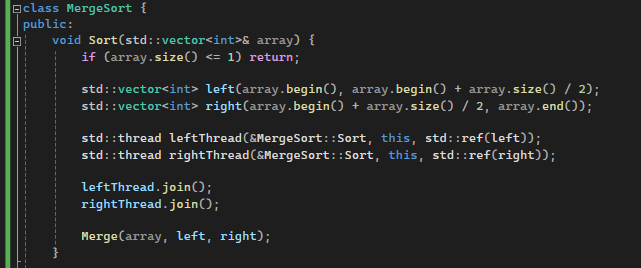 class MergeSort {
public:
    void Sort(std::vector<int>& array) {
        if (array.size() <= 1) return;

        std::vector<int> left(array.begin(), array.begin() + array.size() / 2);
        std::vector<int> right(array.begin() + array.size() / 2, array.end());

        std::thread leftThread(&MergeSort::Sort, this, std::ref(left));
        std::thread rightThread(&MergeSort::Sort, this, std::ref(right));

        leftThread.join();
        rightThread.join();

        Merge(array, left, right);
    }